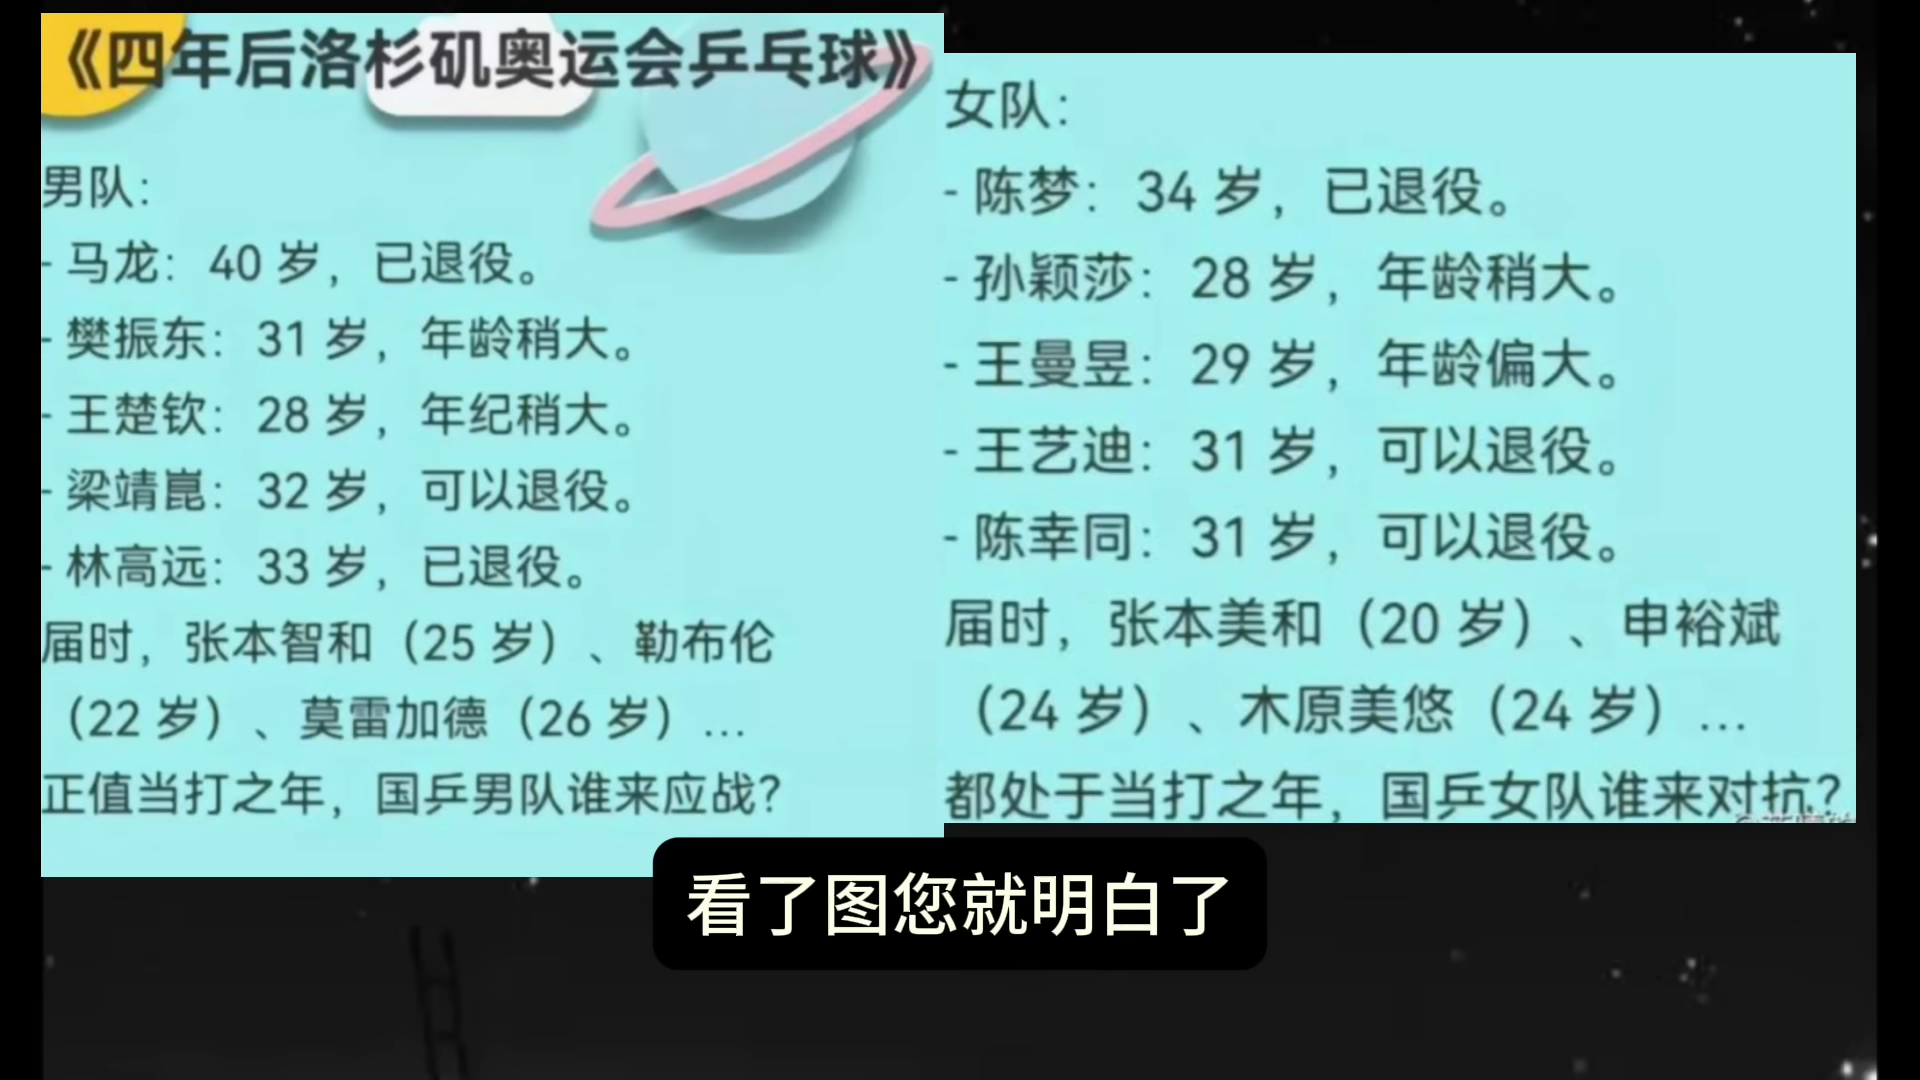 《四年后洛杉矶奥运会乒乓球》
男队：
- 马龙：40 岁，已退役。
- 樊振东：31 岁，年龄稍大。
- 王楚钦：28 岁，年纪稍大。
- 梁靖崑：32 岁，可以退役。
- 林高远：33 岁，已退役。
届时，张本智和（25 岁）、勒布伦
（22 岁）、莫雷加德（26 岁）...
正值当打之年，国乒男队谁来应战？
女队：
- 陈梦：34 岁，已退役。
- 孙颖莎：28 岁，年龄稍大。
- 王曼昱：29 岁，年龄偏大。
- 王艺迪：31 岁，可以退役。
- 陈幸同：31 岁，可以退役。
届时，张本美和（20 岁）、申裕斌
（24 岁）、木原美悠（24 岁）...
都处于当打之年，国乒女队谁来对抗？
看了图您就明白了